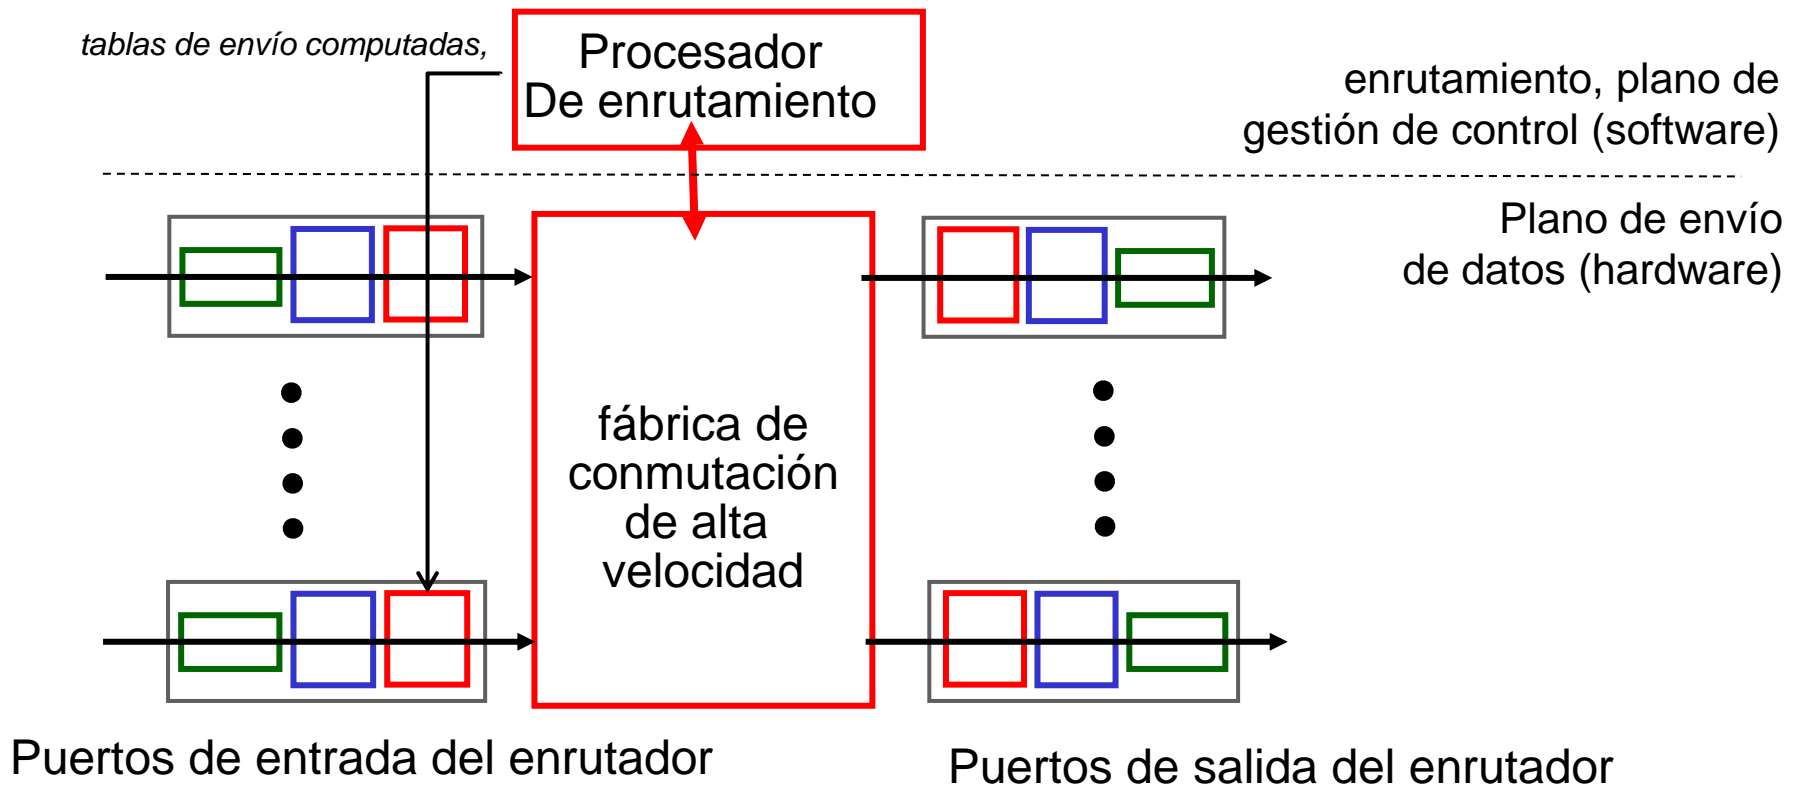 tablas de envío computadas,
Procesador
De enrutamiento
enrutamiento, plano de
gestión de control (software)
Plano de envío
de datos (hardware)
fábrica de
conmutación
de alta
velocidad
Puertos de entrada del enrutador
Puertos de salida del enrutador